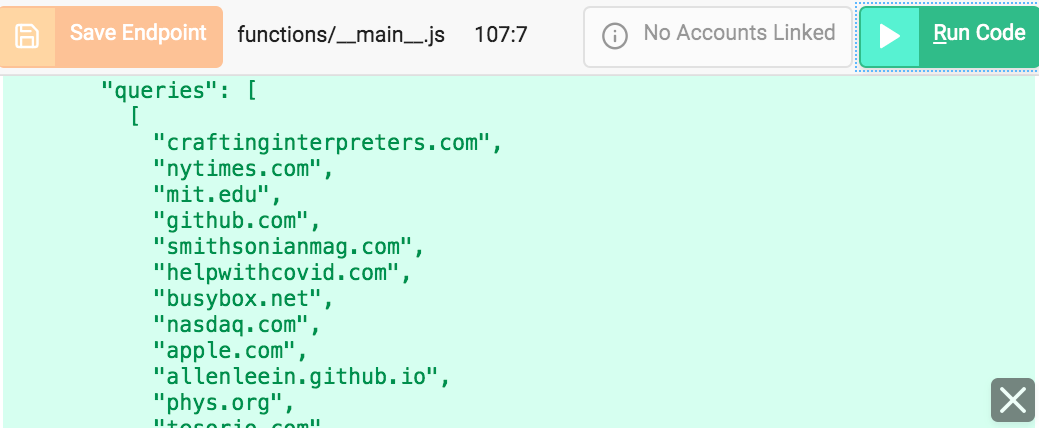 Save Endpoint functions/__main__.js 107:7 No Accounts Linked Run Code
"queries": [
[
"craftinginterpreters.com",
"nytimes.com",
"mit.edu",
"github.com",
"smithsonianmag.com",
"helpwithcovid.com",
"busybox.net",
"nasdaq.com",
"apple.com",
"allenleein.github.io",
"phys.org",